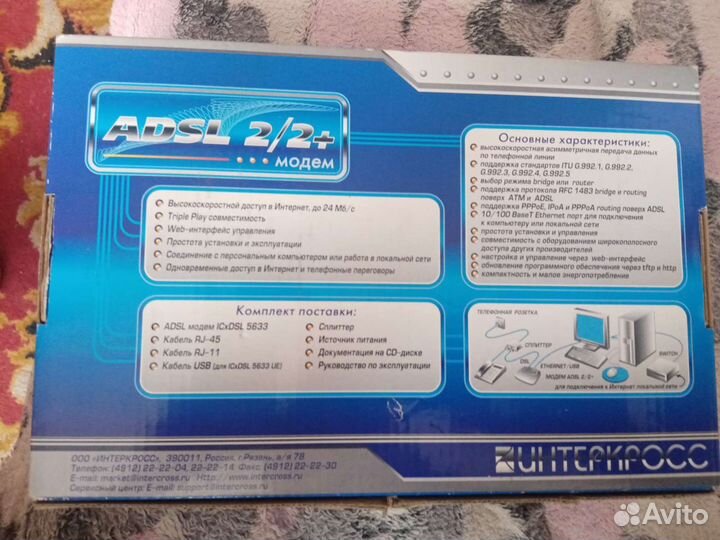 ADSL 2/2+
модем
Высокоскоростной доступ в Интернет, до 24 Мб/с
Triple Play совместимость
Web-интерфейс управления
Простота установки и эксплуатации
Соединение с персональным компьютером или работа в локальной сети
Одновременные доступ в Интернет и телефонные переговоры
Основные характеристики:
высокоскоростная асимметричная передача данных
по телефонной линии
поддержка стандартов ITU G.992.1, G.992.2,
G.992.3, G.992.4, G.992.5
выбор режима bridge или router
поддержка протокола RFC 1483 bridge и routing
поверх ATM и ADSL
поддержка PPPoE, IPoA и PPPoA routing поверх ADSL
10/100 BaseT Ethernet порт для подключения
к компьютеру или локальной сети
простота установки и управления
совместимость с оборудованием широкополосного
доступа других производителей
настройка и управление через web-интерфейс
обновление программного обеспечения через tftp и http
компактность и малое энергопотребление
Комплект поставки:
ADSL модем ICxDSL 5633
Кабель RJ-45
Кабель RJ-11
Кабель USB (для ICxDSL 5633 UE)
Сплиттер
Источник питания
Документация на CD-диске
Руководство по эксплуатации
ТЕЛЕФОННАЯ РОЗЕТКА
СПЛИТТЕР
DSL
ETHERNET/USB
SWITCH
МОДЕМ ADSL 2/2+
для подключения к Интернет локальной сети
ООО «ИНТЕРКРОСС», 390011, Россия, г.Рязань, а/я 78
Телефон: (4912) 22-22-04, 22-22-14 Факс: (4912) 22-22-30
E-mail: market@intercross.ru Http://www.intercross.ru
Сервисный центр: E-mail: support@intercross.ru
ИНТЕРКРОСС
Avito